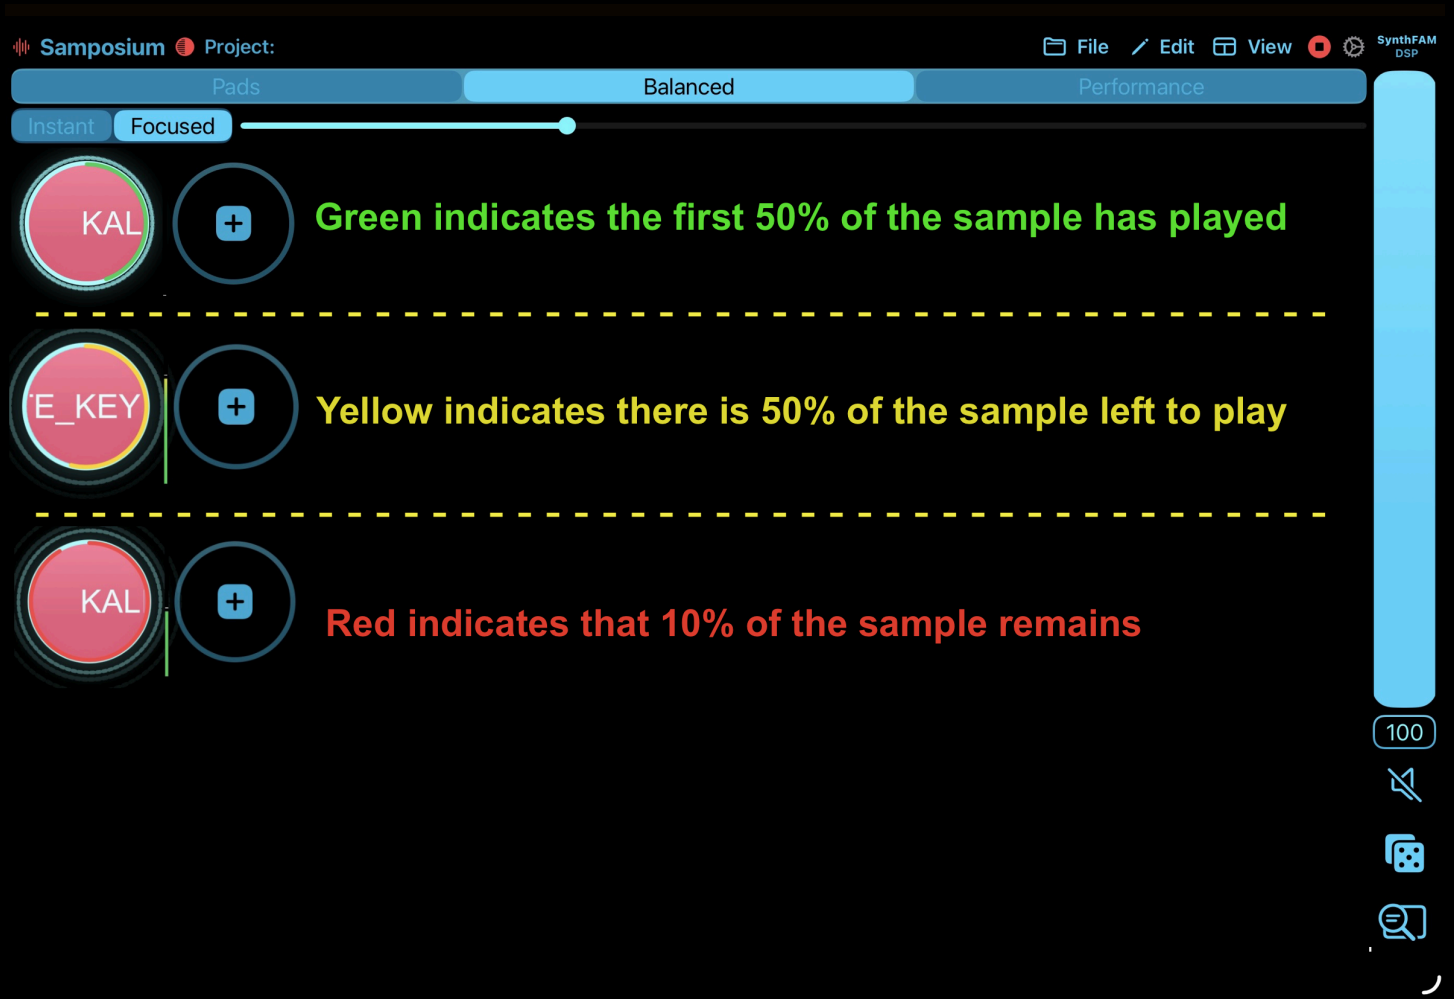 Samposium Project: File Edit View SynthFAM
DSP
Pads Balanced Performance
Instant Focused
KAL Green indicates the first 50% of the sample has played
E_KEY Yellow indicates there is 50% of the sample left to play
KAL Red indicates that 10% of the sample remains
100